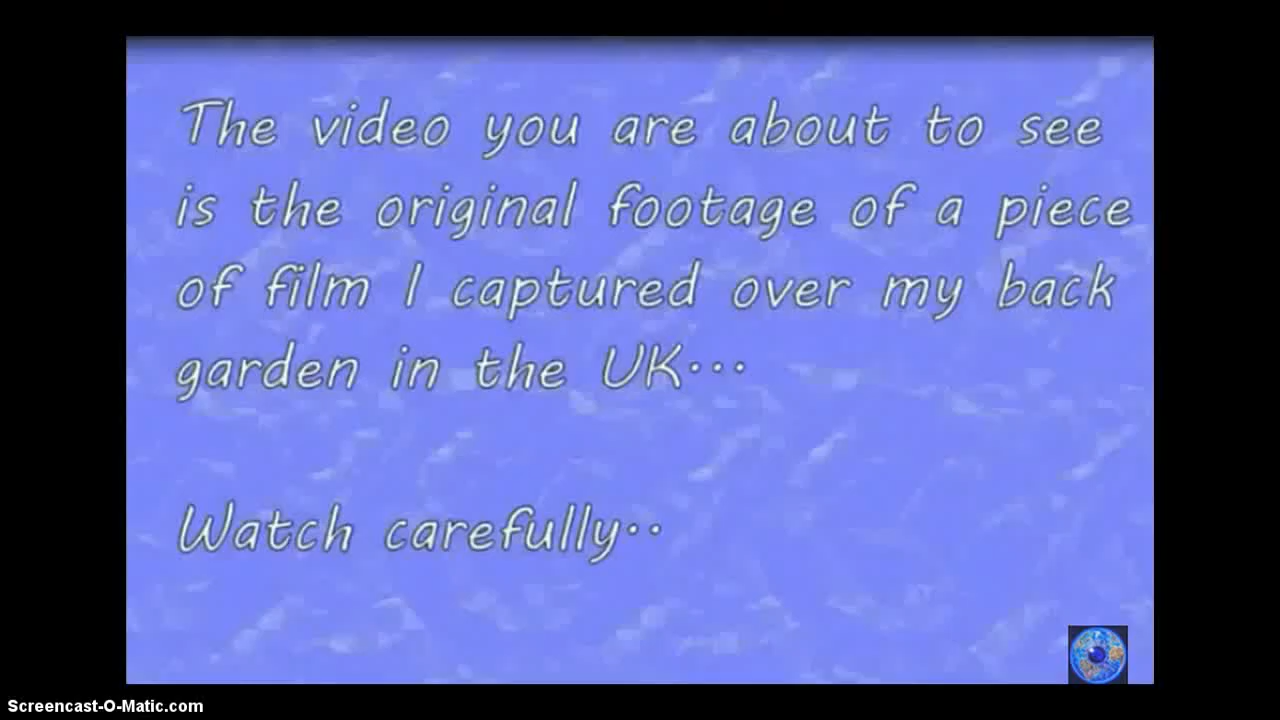 The video you are about to see
is the original footage of a piece
of film I captured over my back
garden in the UK...
Watch carefully..
Screencast-O-Matic.com